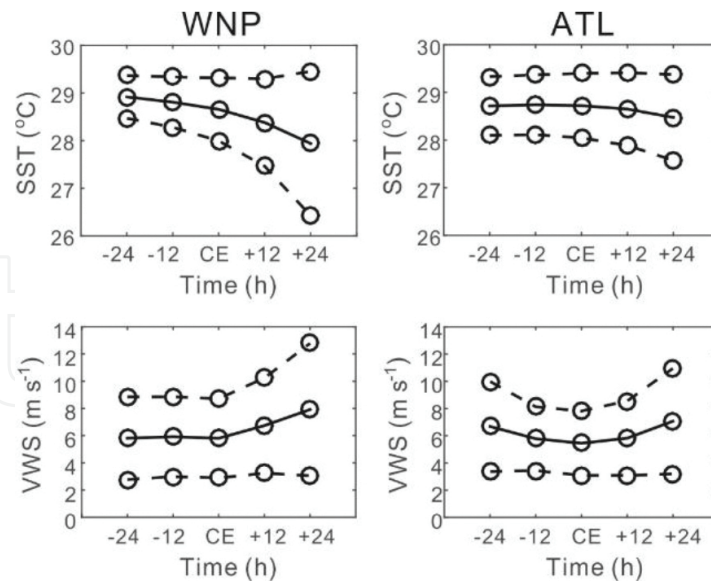 WNP
ATL
30
29
28
27
26
SST (°C)
-24 -12 CE +12 +24
Time (h)
30
29
28
27
26
SST (°C)
-24 -12 CE +12 +24
Time (h)
14
12
10
8
6
4
2
0
VWS (m s⁻¹)
-24 -12 CE +12 +24
Time (h)
14
12
10
8
6
4
2
0
VWS (m s⁻¹)
-24 -12 CE +12 +24
Time (h)